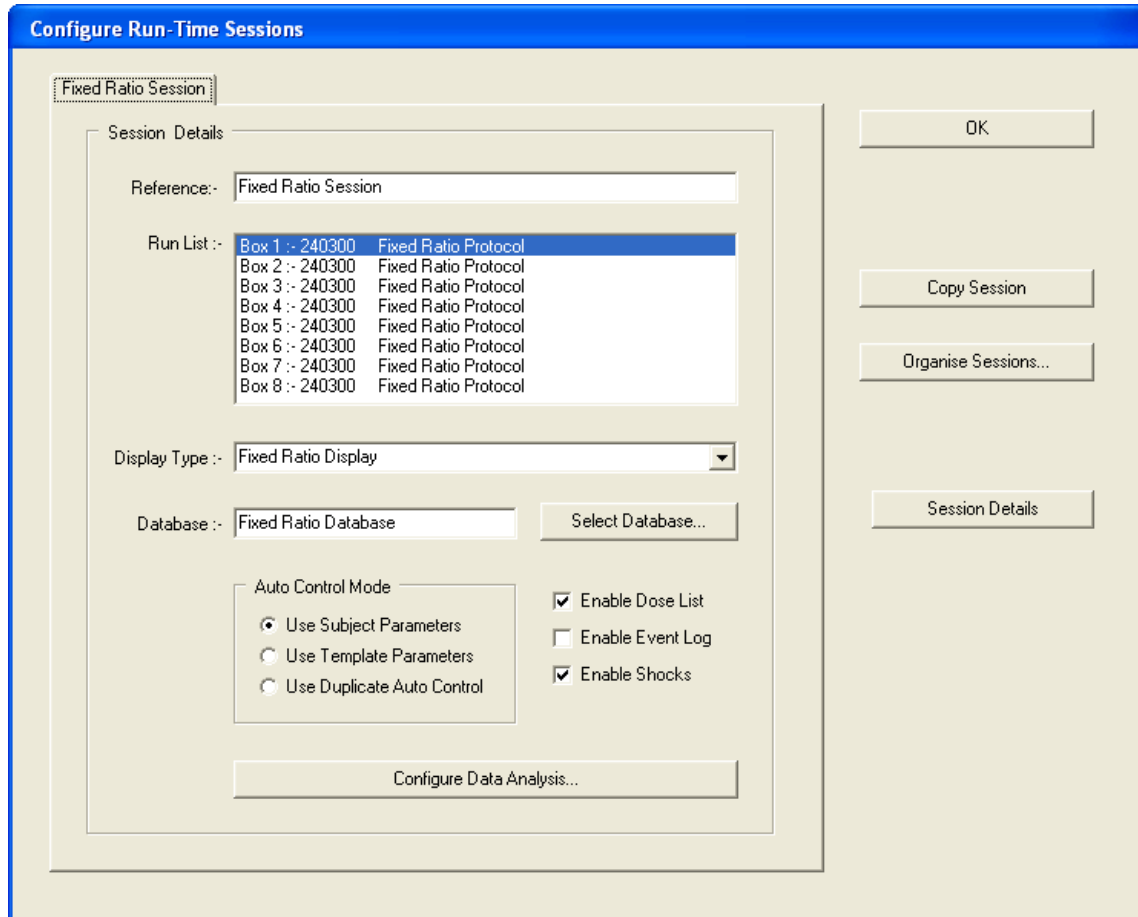 Configure Run-Time Sessions
Fixed Ratio Session
Session Details
Reference:- Fixed Ratio Session
Run List :- Box 1 :- 240300 Fixed Ratio Protocol
Box 2 :- 240300 Fixed Ratio Protocol
Box 3 :- 240300 Fixed Ratio Protocol
Box 4 :- 240300 Fixed Ratio Protocol
Box 5 :- 240300 Fixed Ratio Protocol
Box 6 :- 240300 Fixed Ratio Protocol
Box 7 :- 240300 Fixed Ratio Protocol
Box 8 :- 240300 Fixed Ratio Protocol
Display Type :- Fixed Ratio Display
Database :- Fixed Ratio Database Select Database...
Auto Control Mode
Use Subject Parameters
Use Template Parameters
Use Duplicate Auto Control
Enable Dose List
Enable Event Log
Enable Shocks
Configure Data Analysis...
OK
Copy Session
Organise Sessions...
Session Details